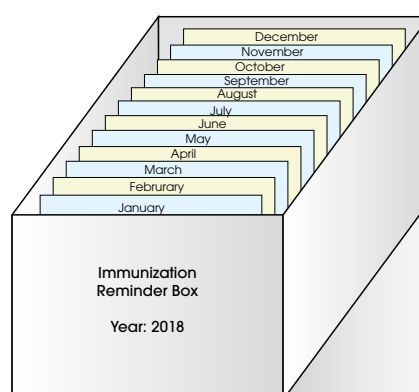 December
November
October
September
August
July
June
May
April
March
Februrary
January
Immunization
Reminder Box
Year: 2018